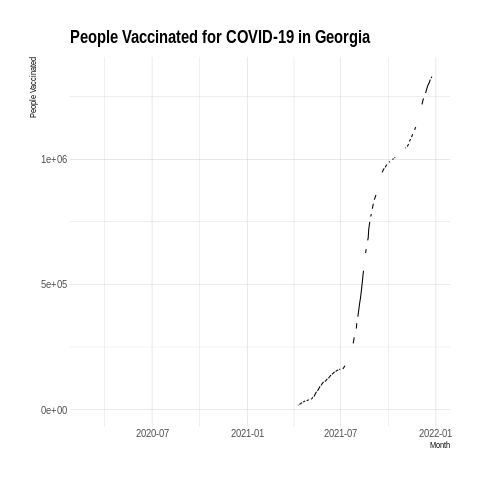 People Vaccinated for COVID-19 in Georgia
People Vaccinated
1e+06
5e+05
0e+00
2020-07 2021-01 2021-07 2022-01
Month